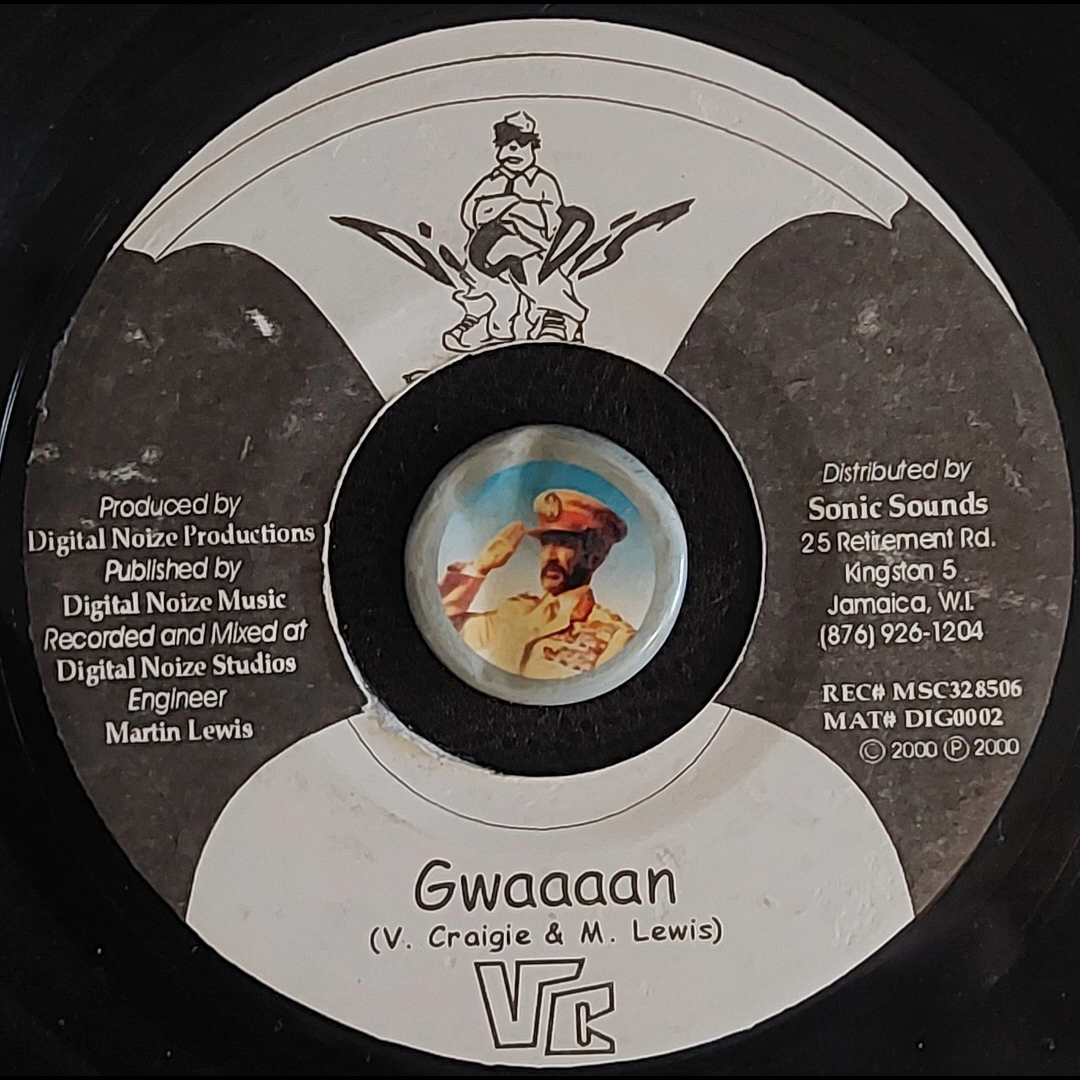 Produced by
Digital Noize Productions
Published by
Digital Noize Music
Recorded and Mixed at
Digital Noize Studios
Engineer
Martin Lewis
Distributed by
Sonic Sounds
25 Retirement Rd.
Kingston 5
Jamaica, W.I.
(876) 926-1204
REC# MSC328506
MAT# DIG0002
© 2000 ℗ 2000
Gwaaaan
(V. Craigie & M. Lewis)
VC